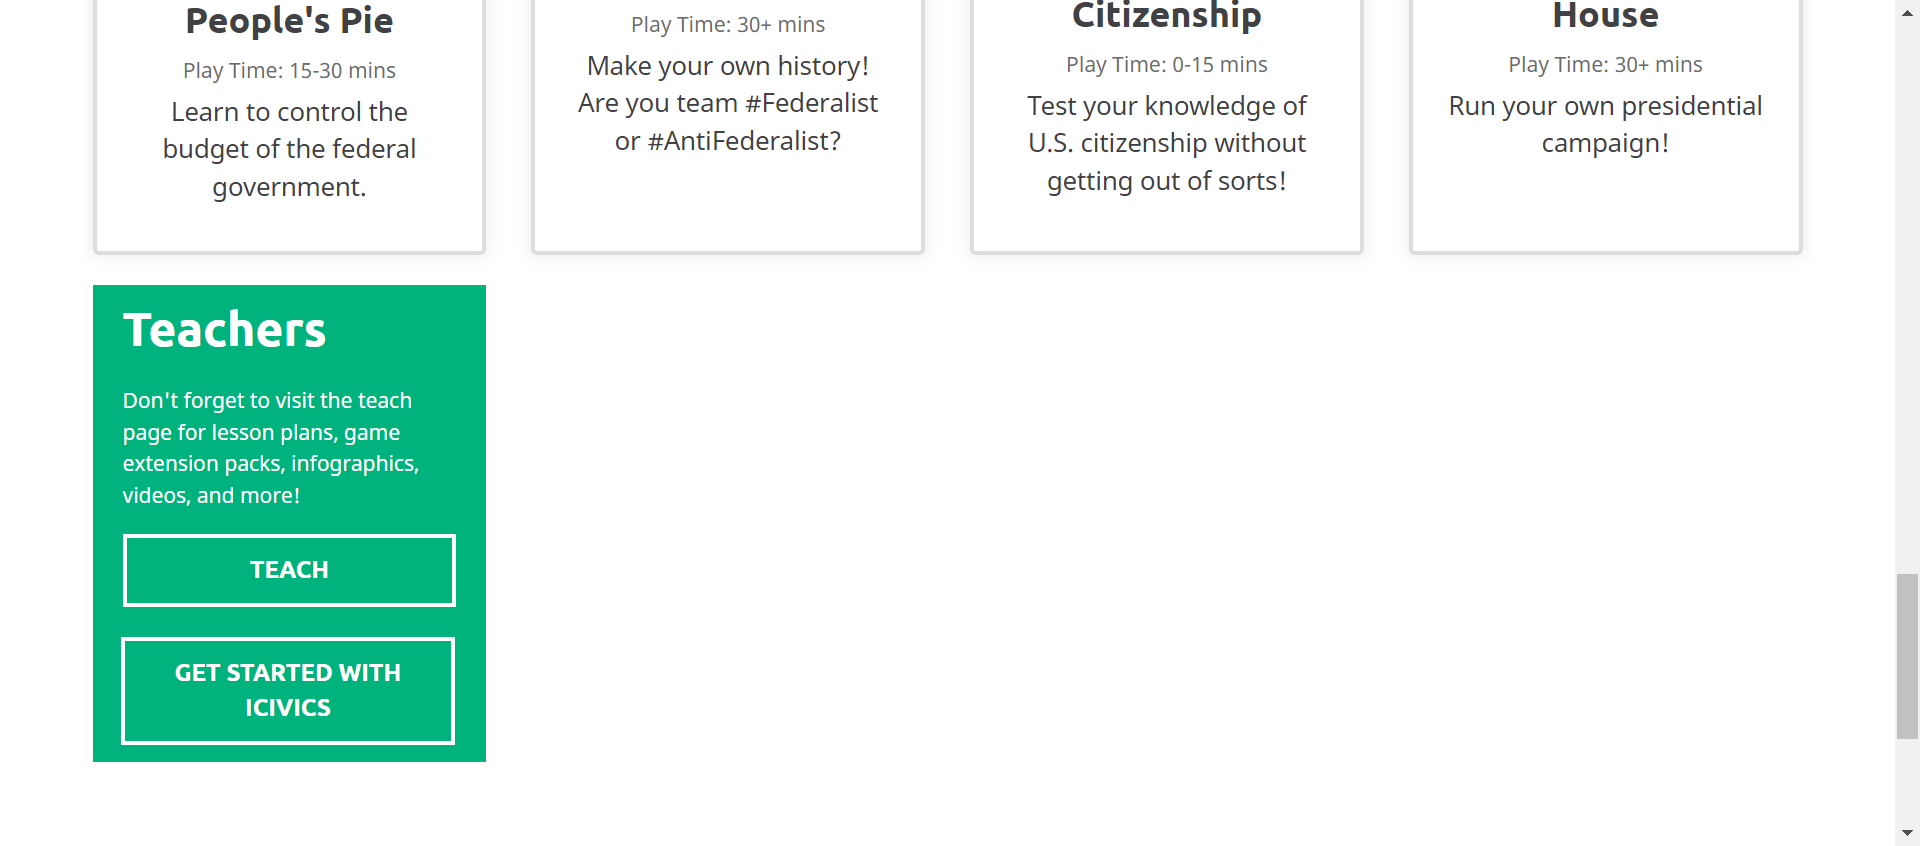 People's Pie
Play Time: 15-30 mins
Learn to control the
budget of the federal
government.
Play Time: 30+ mins
Make your own history!
Are you team #Federalist
or #AntiFederalist?
Citizenship
Play Time: 0-15 mins
Test your knowledge of
U.S. citizenship without
getting out of sorts!
House
Play Time: 30+ mins
Run your own presidential
campaign!
Teachers
Don't forget to visit the teach
page for lesson plans, game
extension packs, infographics,
videos, and more!
TEACH
GET STARTED WITH
ICIVICS